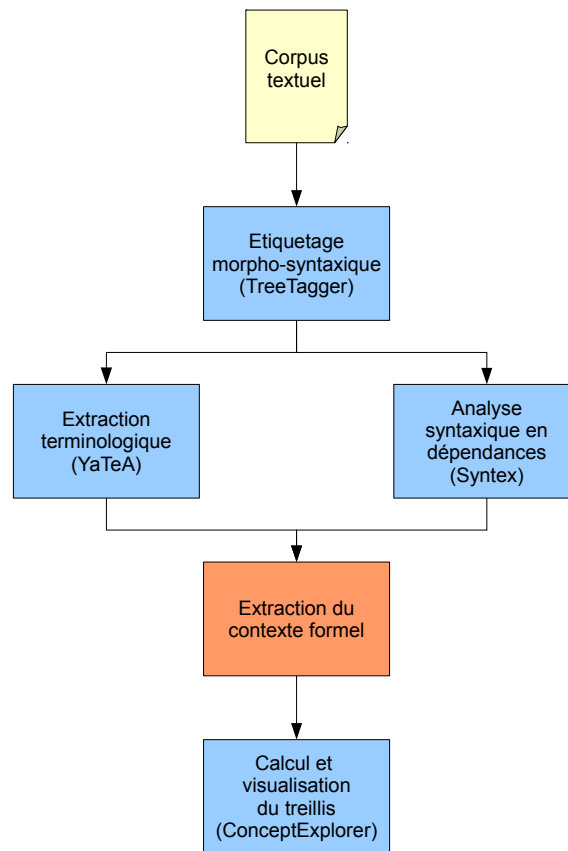 Corpus
textuel
Etiquetage
morpho-syntaxique
(TreeTagger)
Extraction
terminologique
(YaTeA)
Analyse
syntaxique en
dépendances
(Syntex)
Extraction du
contexte formel
Calcul et
visualisation
du treillis
(ConceptExplorer)